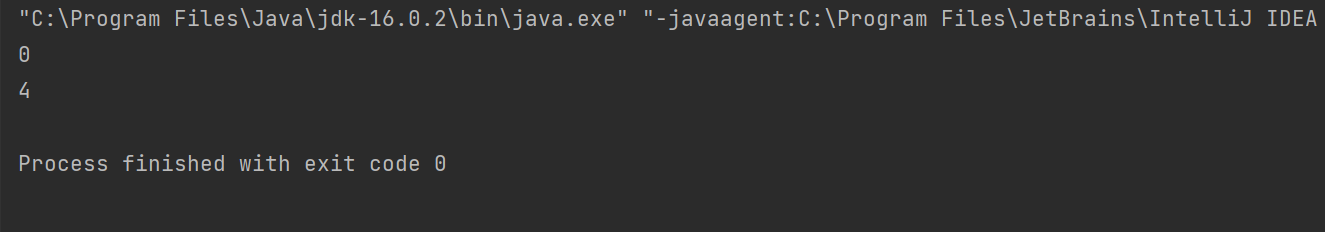 "C:\Program Files\Java\jdk-16.0.2\bin\java.exe" "-javaagent:C:\Program Files\JetBrains\IntelliJ IDEA
0
4
Process finished with exit code 0